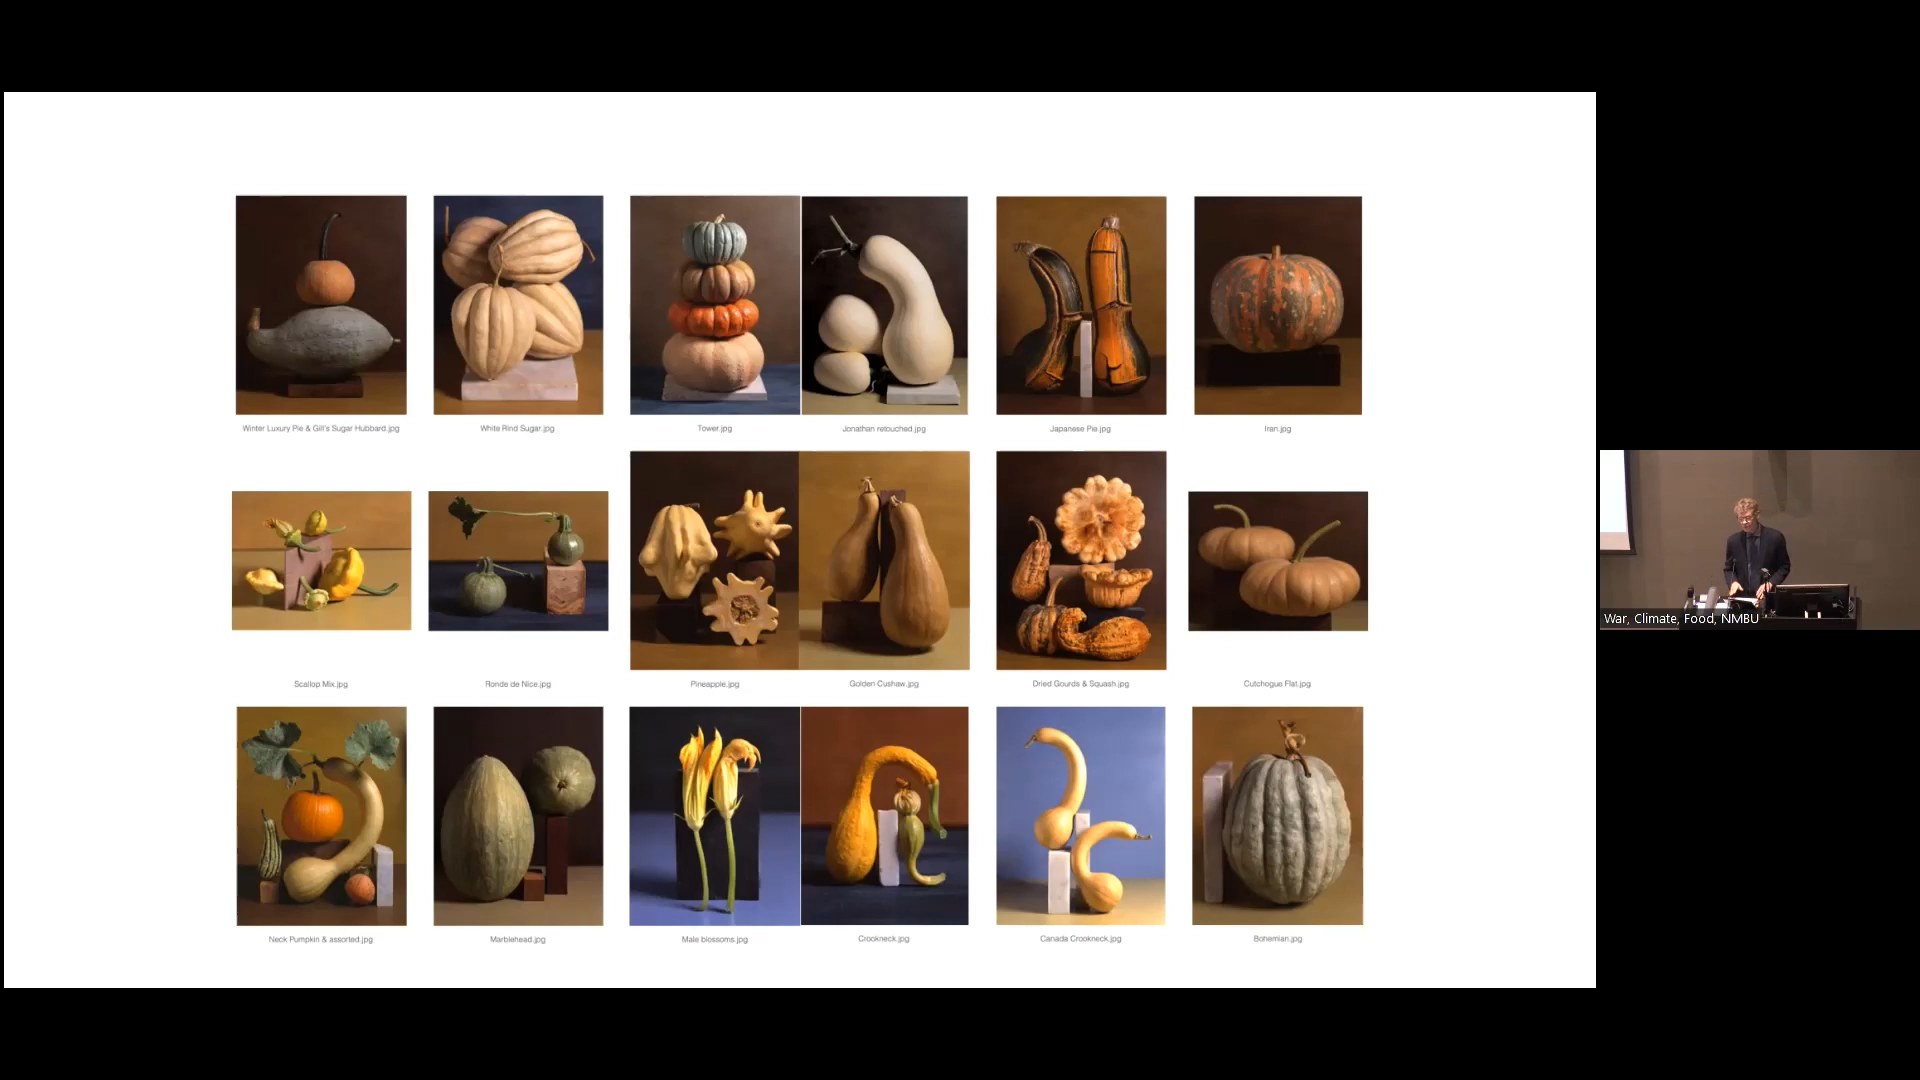 Winter Luxury Pie & Gill's Sugar Hubbard.jpg
White Rind Sugar.jpg
Tower.jpg
Jonathan retouched.jpg
Japanese Pie.jpg
Iran.jpg
Scallop Mix.jpg
Ronde de Nice.jpg
Pineapple.jpg
Golden Cushaw.jpg
Dried Gourds & Squash.jpg
Cutchogue Flat.jpg
Neck Pumpkin & assorted.jpg
Marblehead.jpg
Male blossoms.jpg
Crookneck.jpg
Canada Crookneck.jpg
Bohemian.jpg
War, Climate, Food, NMBU